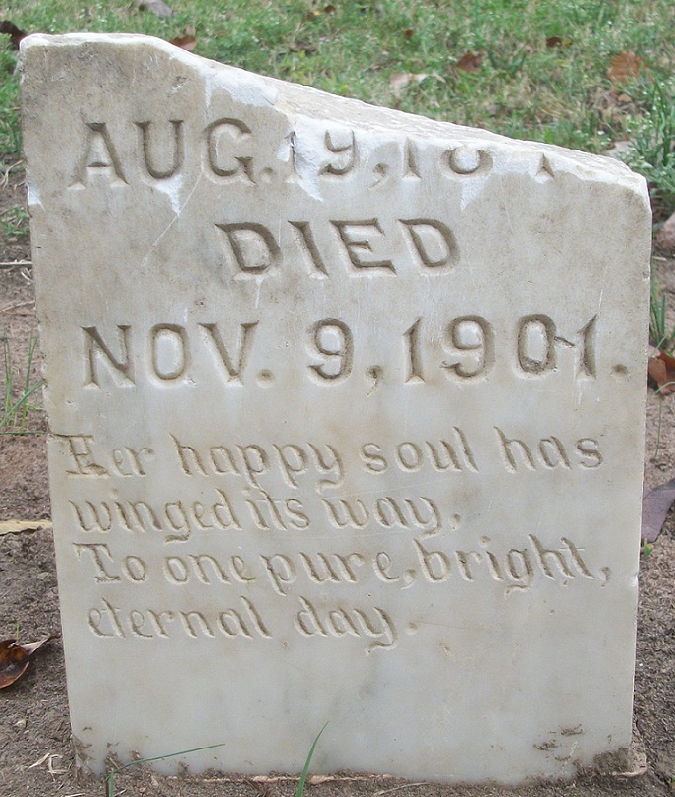 AUG. 19,
DIED
NOV. 9, 1901.
Her happy soul has
winged its way,
To one pure, bright,
eternal day.